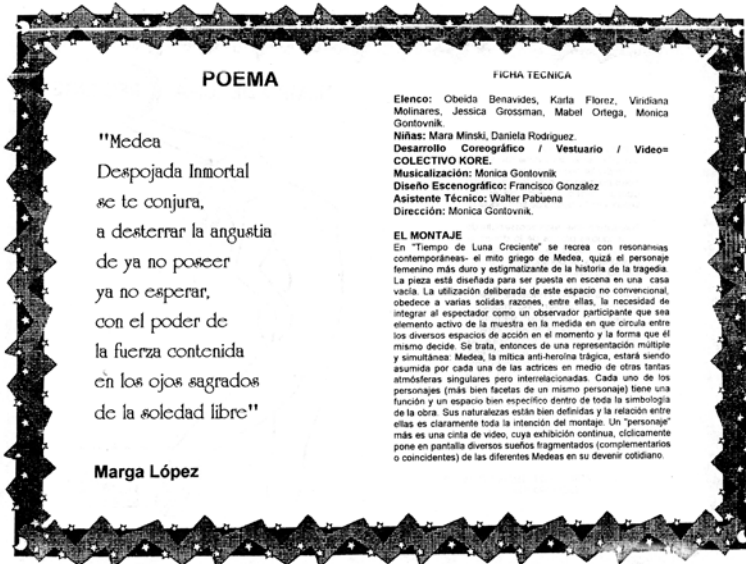 POEMA
"Medea
Despojada Inmortal
se te conjura,
a desterrar la angustia
de ya no poseer
ya no esperar,
con el poder de
la fuerza contenida
en los ojos sagrados
de la soledad libre"
Marga López
FICHA TECNICA
Elenco: Obeida Benavides, Karla Florez, Viridiana
Molinares, Jessica Grossman, Mabel Ortega, Monica
Gontovnik.
Niñas: Mara Minski, Daniela Rodriguez.
Desarrollo Coreográfico / Vestuario / Video=
COLECTIVO KORE.
Musicalización: Monica Gontovnik
Diseño Escenográfico: Francisco Gonzalez
Asistente Técnico: Walter Pabuena
Dirección: Monica Gontovnik.
EL MONTAJE
En "Tiempo de Luna Creciente" se recrea con resonancias
contemporáneas- el mito griego de Medea, quizá el personaje
femenino más duro y estigmatizante de la historia de la tragedia.
La pieza está diseñada para ser puesta en escena en una casa
vacía. La utilización deliberada de este espacio no convencional,
obedece a varias solidas razones, entre ellas, la necesidad de
integrar al espectador como un observador participante que sea
elemento activo de la muestra en la medida en que circula entre
los diversos espacios de acción en el momento y la forma que él
mismo decide. Se trata, entonces de una representación múltiple
y simultánea: Medea, la mítica anti-heroína trágica, estará siendo
asumida por cada una de las actrices en medio de otras tantas
atmósferas singulares pero interrelacionadas. Cada uno de los
personajes (más bien facetas de un mismo personaje) tiene una
función y un espacio bien específico dentro de toda la simbología
de la obra. Sus naturalezas están bien definidas y la relación entre
ellas es claramente toda la intención del montaje. Un "personaje"
más es una cinta de video, cuya exhibición continua, cíclicamente
pone en pantalla diversos sueños fragmentados (complementarios
o coincidentes) de las diferentes Medeas en su devenir cotidiano.